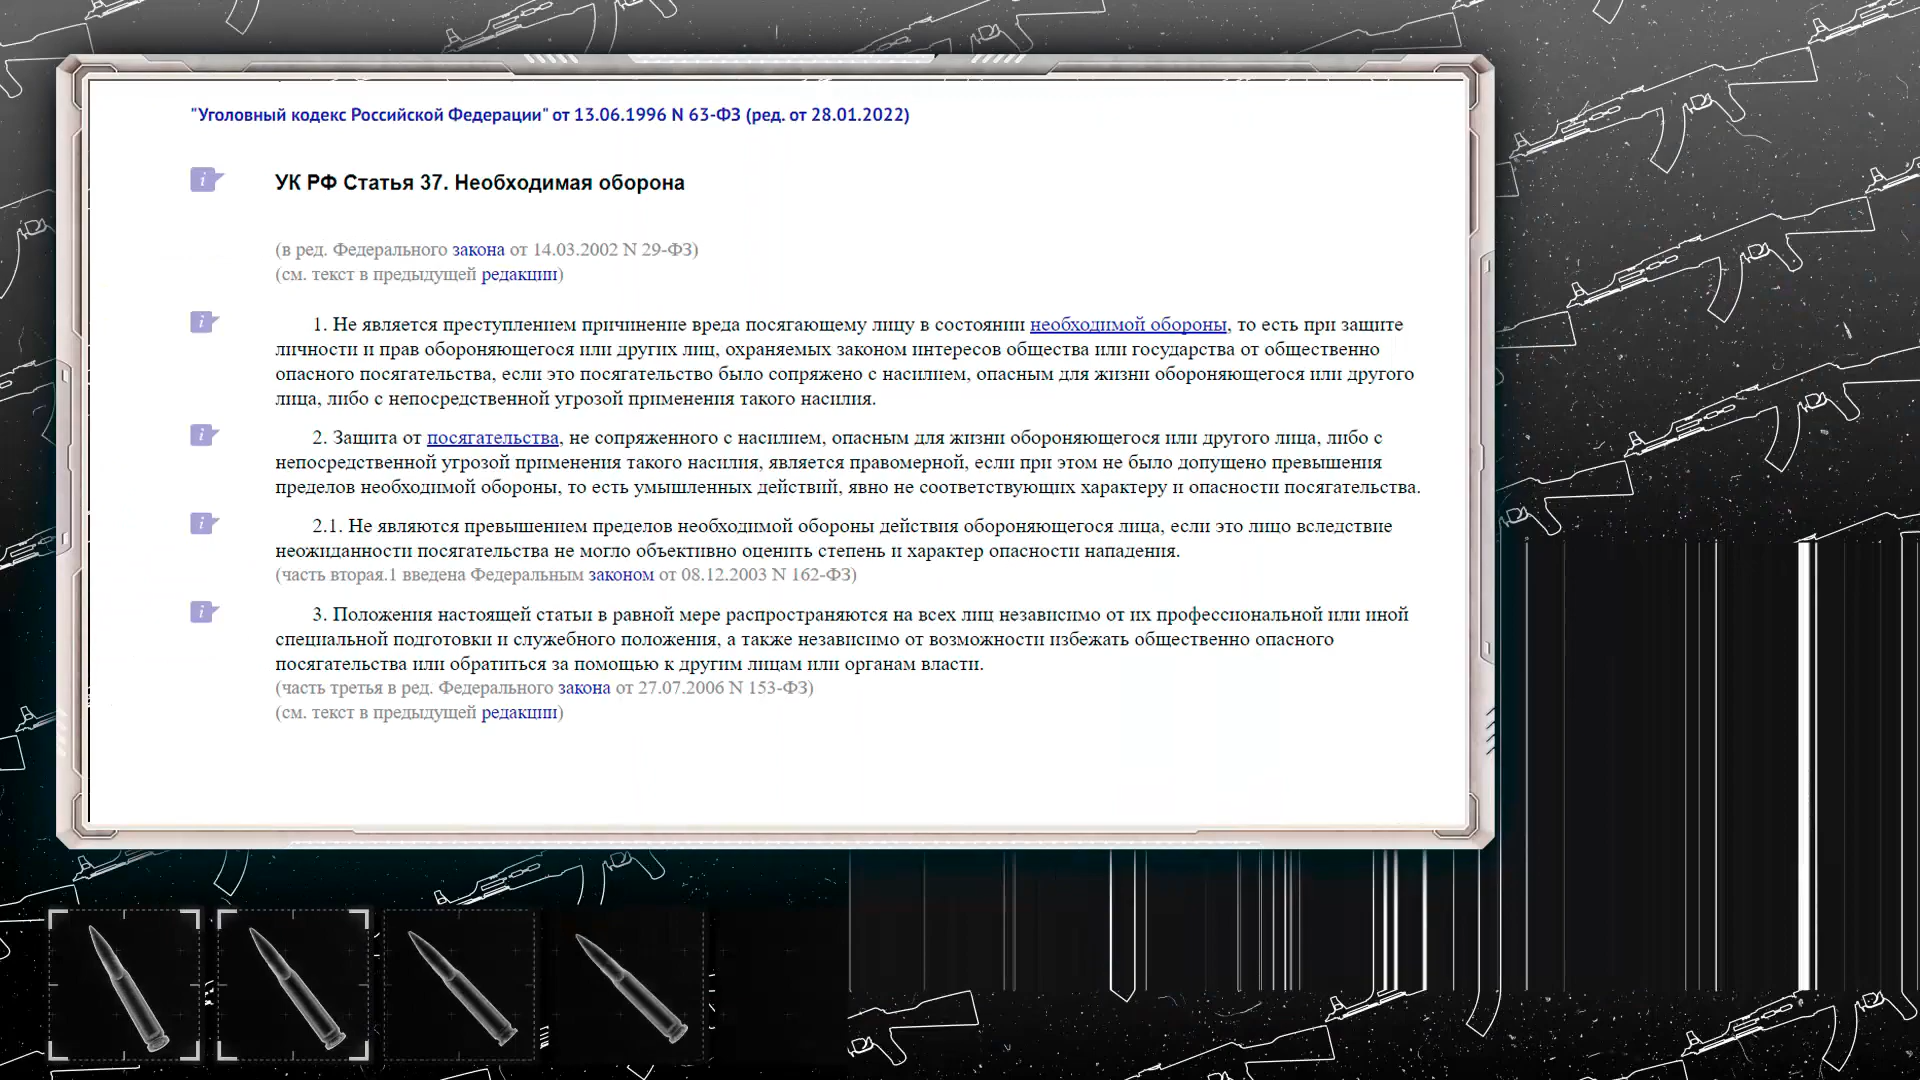 "Уголовный кодекс Российской Федерации" от 13.06.1996 N 63-ФЗ (ред. от 28.01.2022)
УК РФ Статья 37. Необходимая оборона
(в ред. Федерального закона от 14.03.2002 N 29-ФЗ)
(см. текст в предыдущей редакции)
1. Не является преступлением причинение вреда посягающему лицу в состоянии необходимой обороны, то есть при защите
личности и прав обороняющегося или других лиц, охраняемых законом интересов общества или государства от общественно
опасного посягательства, если это посягательство было сопряжено с насилием, опасным для жизни обороняющегося или другого
лица, либо с непосредственной угрозой применения такого насилия.
2. Защита от посягательства, не сопряженного с насилием, опасным для жизни обороняющегося или другого лица, либо с
непосредственной угрозой применения такого насилия, является правомерной, если при этом не было допущено превышения
пределов необходимой обороны, то есть умышленных действий, явно не соответствующих характеру и опасности посягательства.
2.1. Не являются превышением пределов необходимой обороны действия обороняющегося лица, если это лицо вследствие
неожиданности посягательства не могло объективно оценить степень и характер опасности нападения.
(часть вторая.1 введена Федеральным законом от 08.12.2003 N 162-ФЗ)
3. Положения настоящей статьи в равной мере распространяются на всех лиц независимо от их профессиональной или иной
специальной подготовки и служебного положения, а также независимо от возможности избежать общественно опасного
посягательства или обратиться за помощью к другим лицам или органам власти.
(часть третья в ред. Федерального закона от 27.07.2006 N 153-ФЗ)
(см. текст в предыдущей редакции)